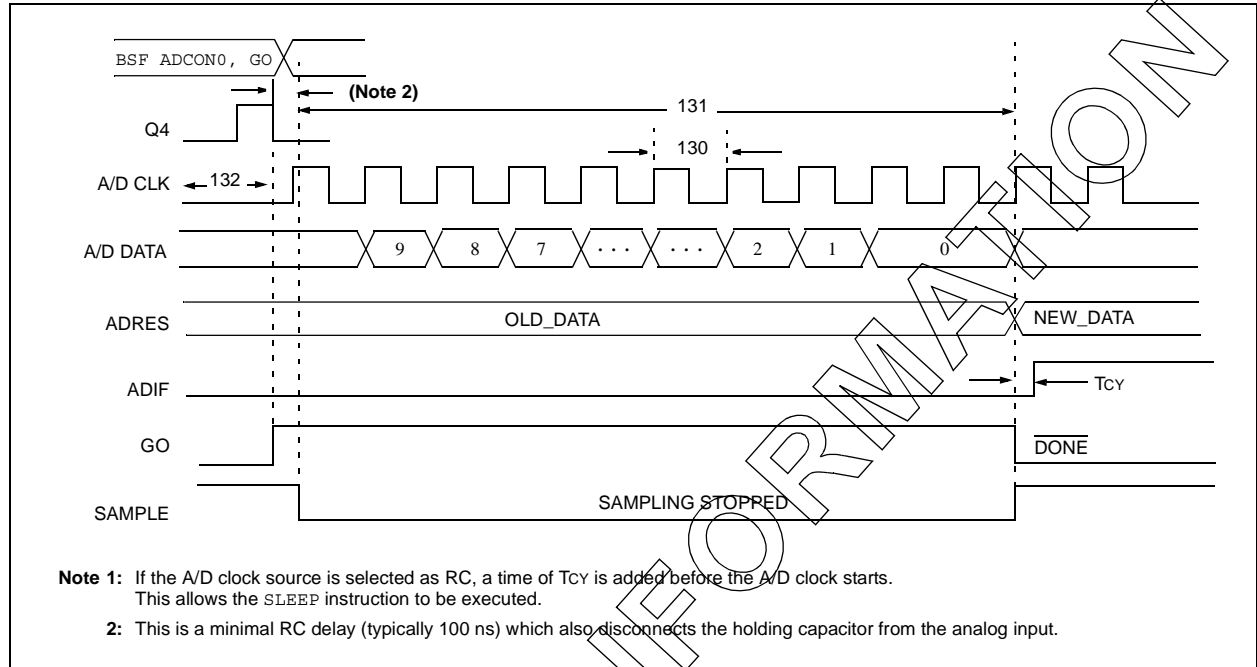 BSF ADCON0, GO
(Note 2)
131
Q4
130
A/D CLK
132
A/D DATA
9 8 7 · · · · · · 2 1 0
ADRES
OLD_DATA
NEW_DATA
ADIF
TCY
GO
DONE
SAMPLE
SAMPLING STOPPED
Note 1: If the A/D clock source is selected as RC, a time of TCY is added before the A/D clock starts.
This allows the SLEEP instruction to be executed.
2: This is a minimal RC delay (typically 100 ns) which also disconnects the holding capacitor from the analog input.
FORMATION